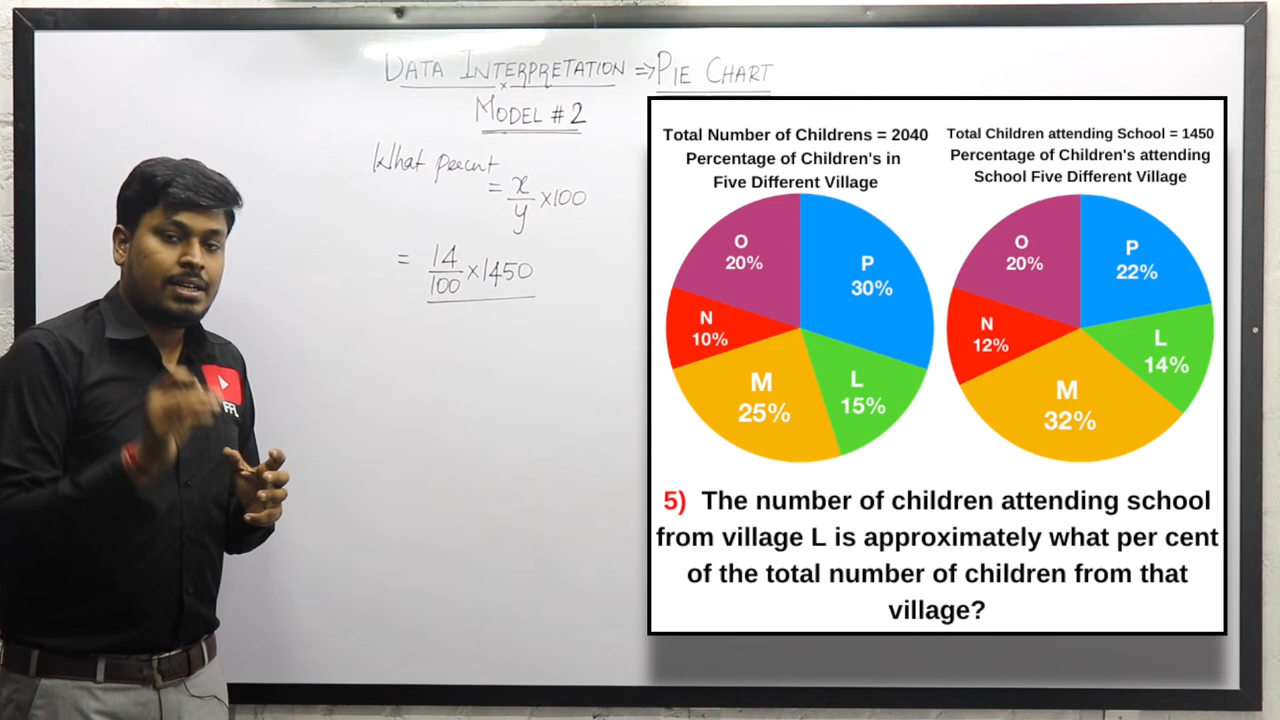 DATA INTERPRETATION ⇒ PIE CHART
MODEL # 2
What percent
= x/y ×100
= 14/100 ×1450
FFL
Total Number of Childrens = 2040
Percentage of Children's in
Five Different Village
O
20%
P
30%
N
10%
M
25%
L
15%
Total Children attending School = 1450
Percentage of Children's attending
School Five Different Village
O
20%
P
22%
N
12%
L
14%
M
32%
5) The number of children attending school
from village L is approximately what per cent
of the total number of children from that
village?